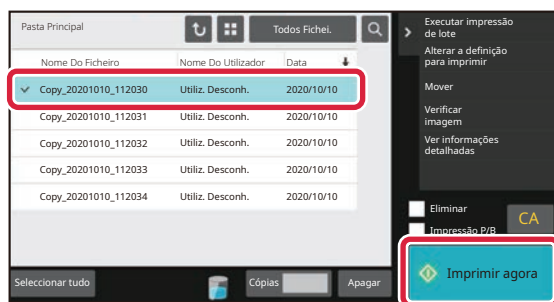 Pasta Principal
Todos Fichei.
Nome Do Ficheiro Nome Do Utilizador Data
Copy_20201010_112030 Utiliz. Desconh. 2020/10/10
Copy_20201010_112031 Utiliz. Desconh. 2020/10/10
Copy_20201010_112032 Utiliz. Desconh. 2020/10/10
Copy_20201010_112033 Utiliz. Desconh. 2020/10/10
Copy_20201010_112034 Utiliz. Desconh. 2020/10/10
Seleccionar tudo
Cópias
Apagar
Executar impressão
de lote
Alterar a definição
para imprimir
Mover
Verificar
imagem
Ver informações
detalhadas
Eliminar
Impressão P/B
CA
Imprimir agora